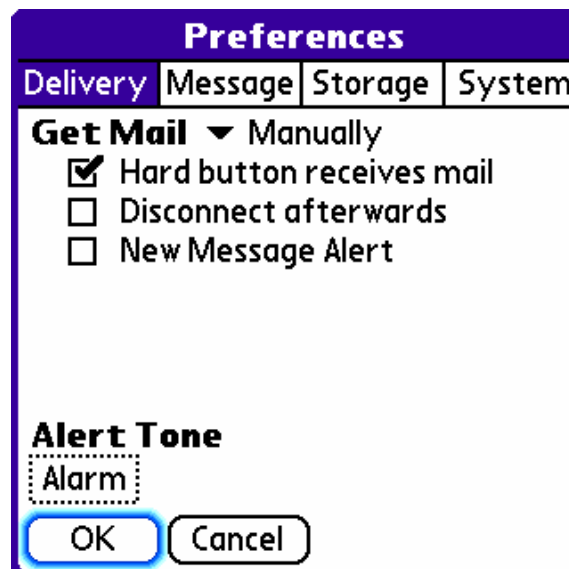 Preferences
Delivery Message Storage System
Get Mail Manually
Hard button receives mail
Disconnect afterwards
New Message Alert
Alert Tone
Alarm
OK Cancel